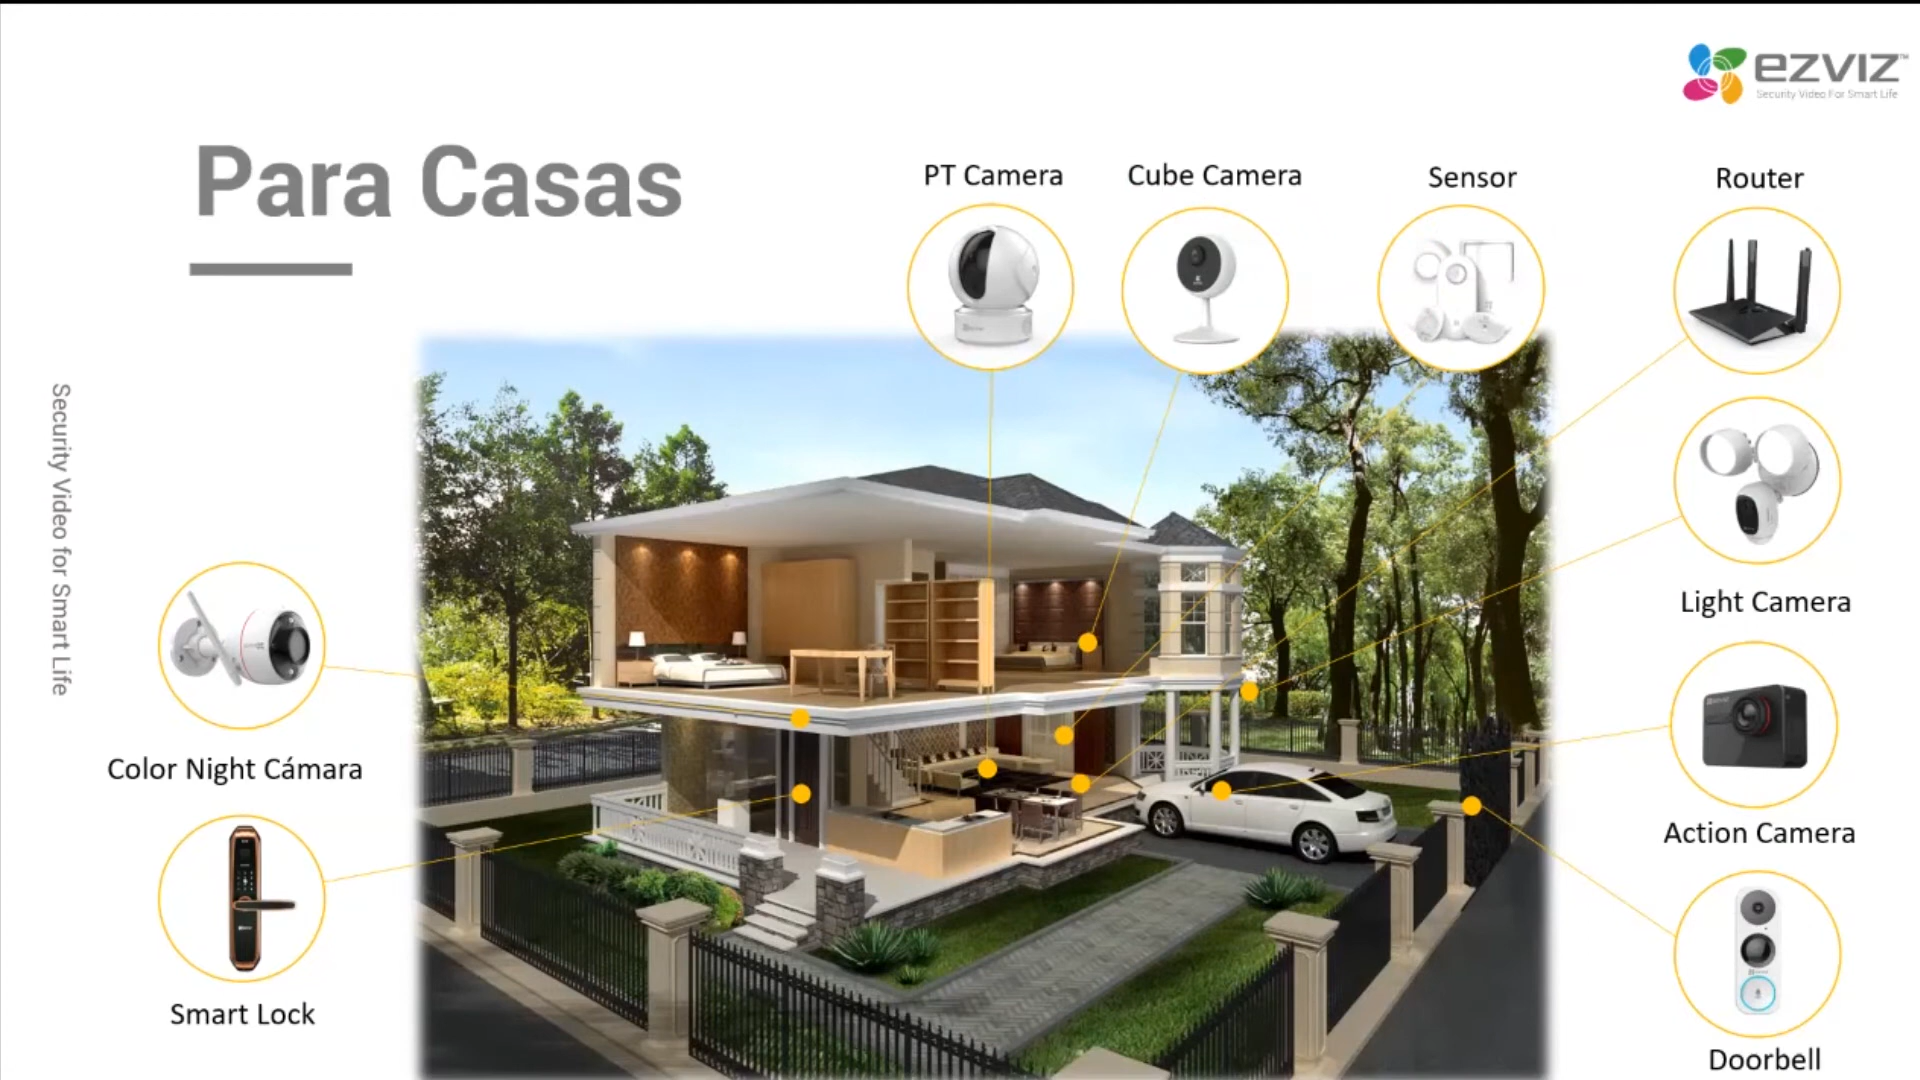 ezviz™
Security Video For Smart Life
Para Casas
PT Camera
Cube Camera
Sensor
Router
Security Video for Smart Life
Light Camera
Color Night Cámara
Action Camera
Smart Lock
Doorbell